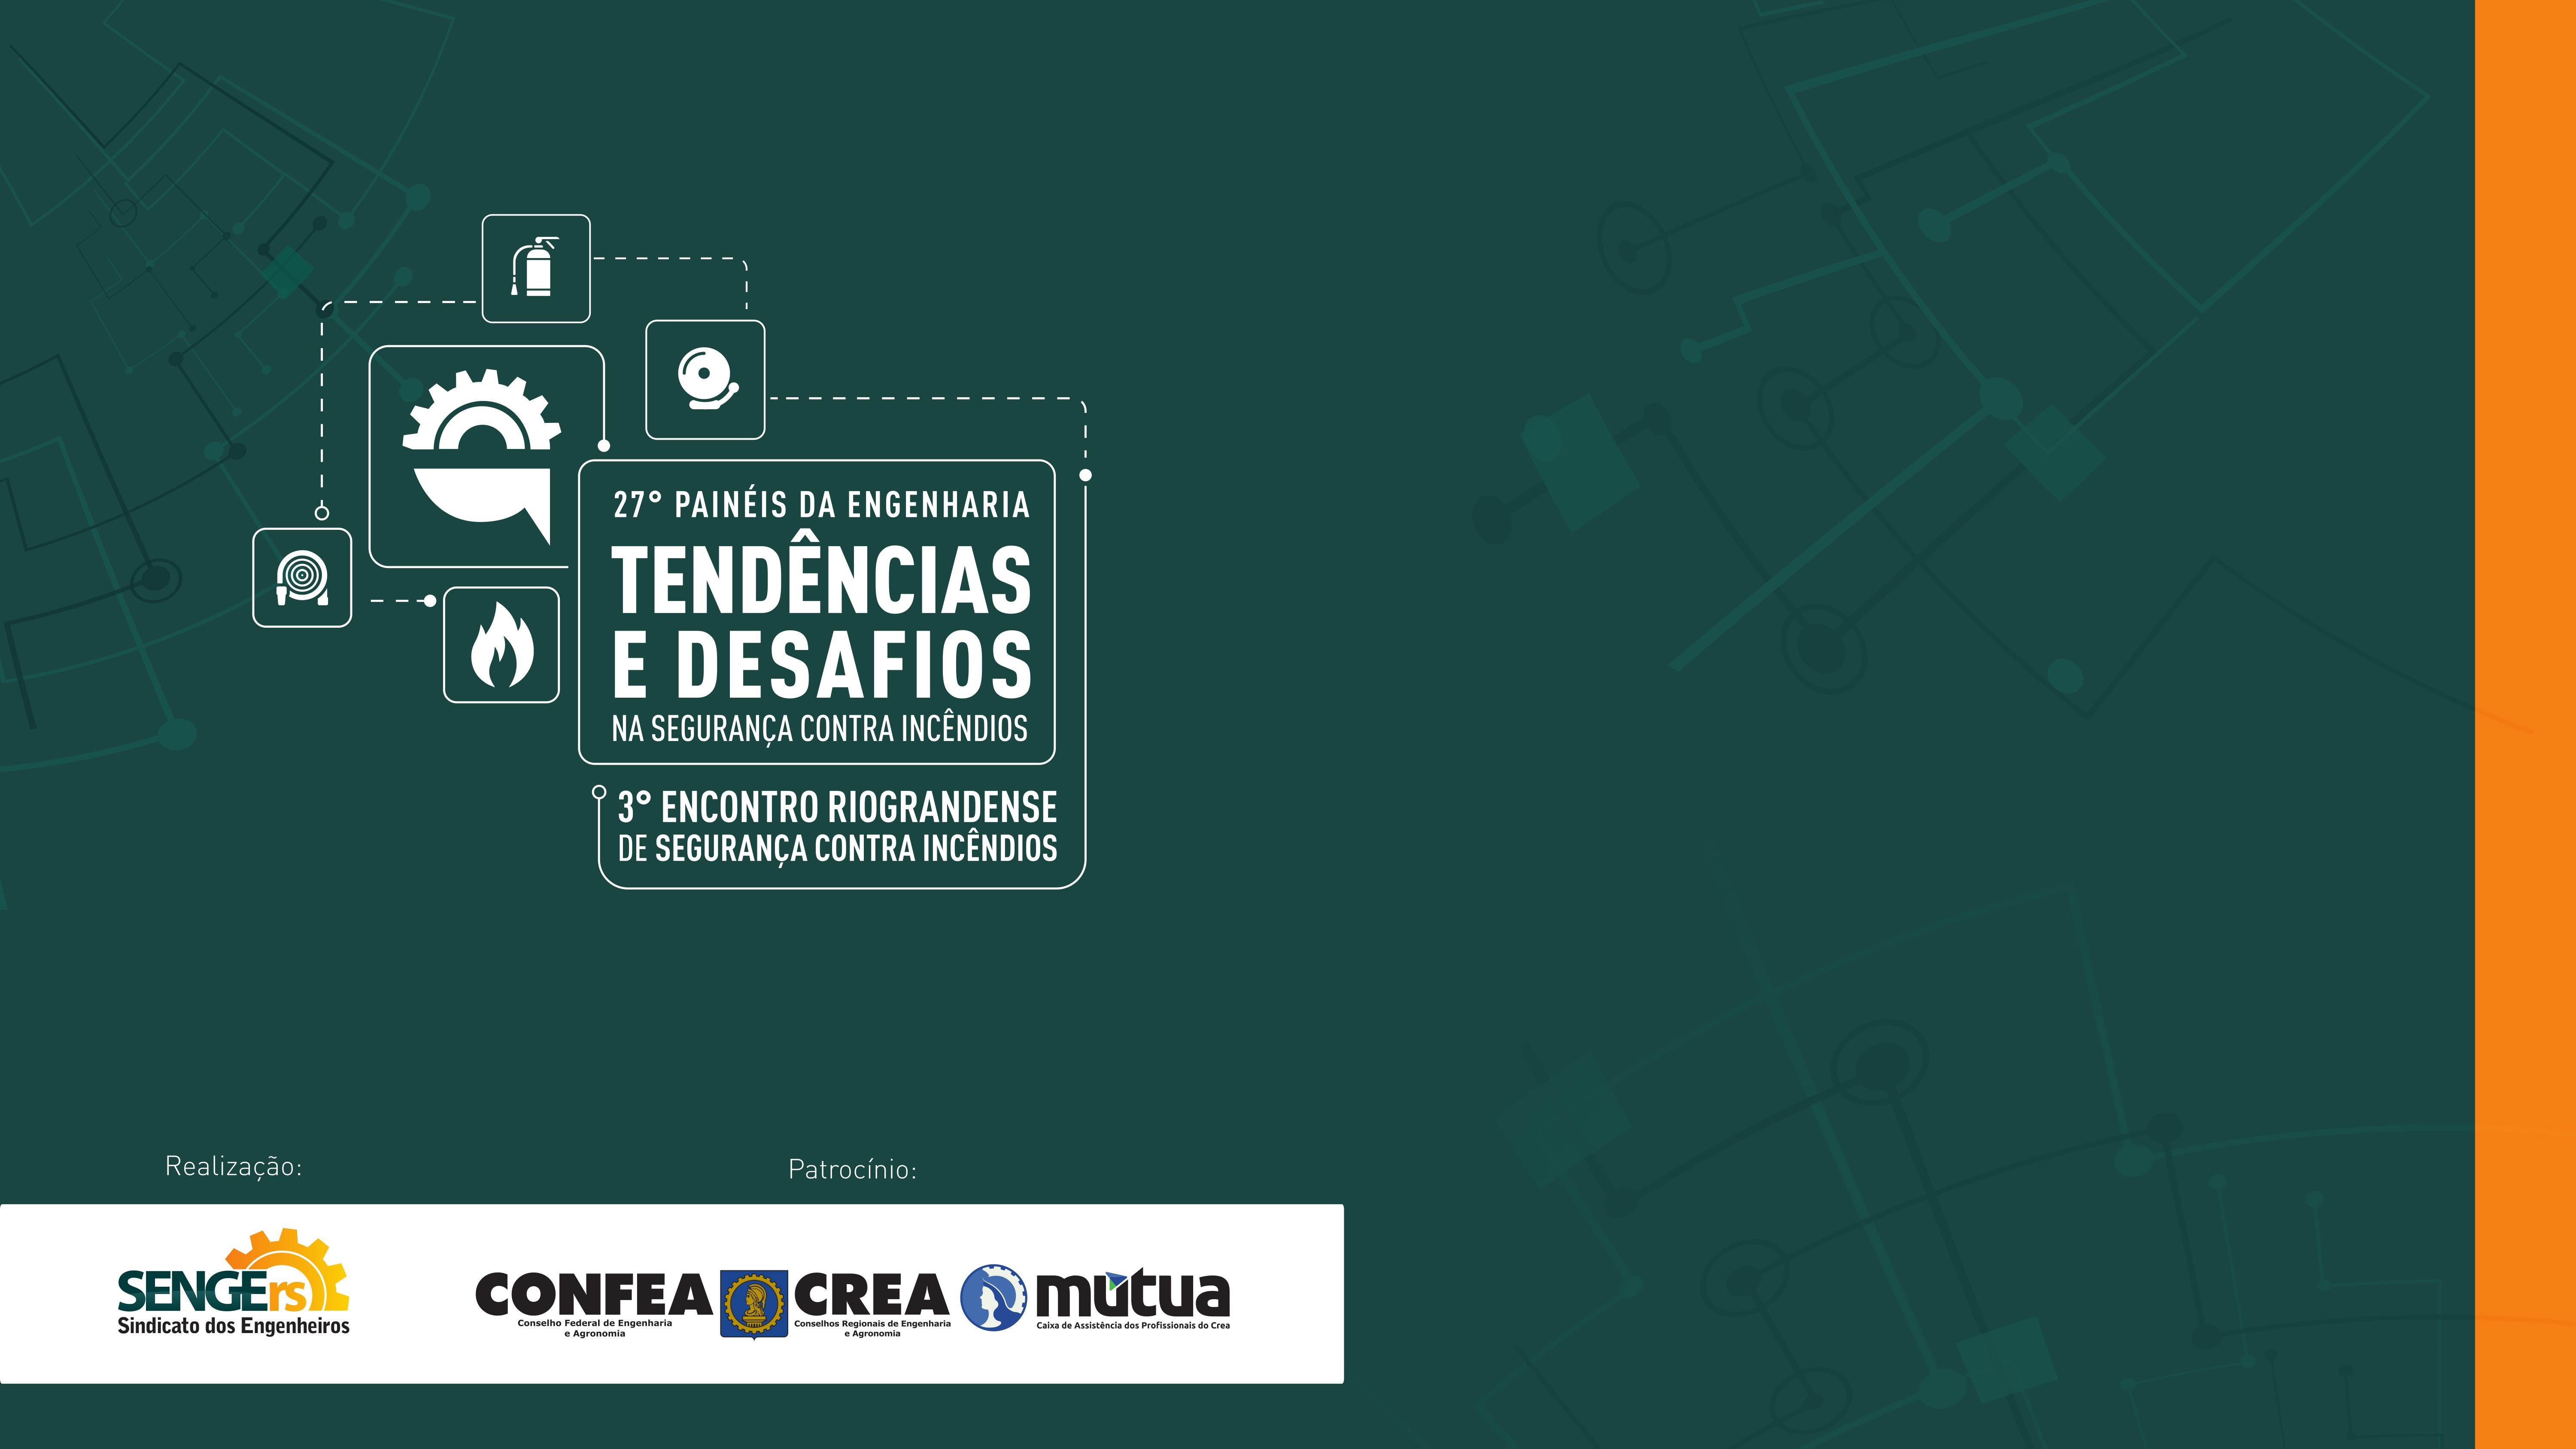 27° PAINÉIS DA ENGENHARIA
TENDÊNCIAS
E DESAFIOS
NA SEGURANÇA CONTRA INCÊNDIOS
3° ENCONTRO RIOGRANDENSE
DE SEGURANÇA CONTRA INCÊNDIOS
Realização:
Patrocínio:
SENGErs
Sindicato dos Engenheiros
CONFEA
Conselho Federal de Engenharia
e Agronomia
CREA
Conselhos Regionais de Engenharia
e Agronomia
mútua
Caixa de Assistência dos Profissionais do Crea